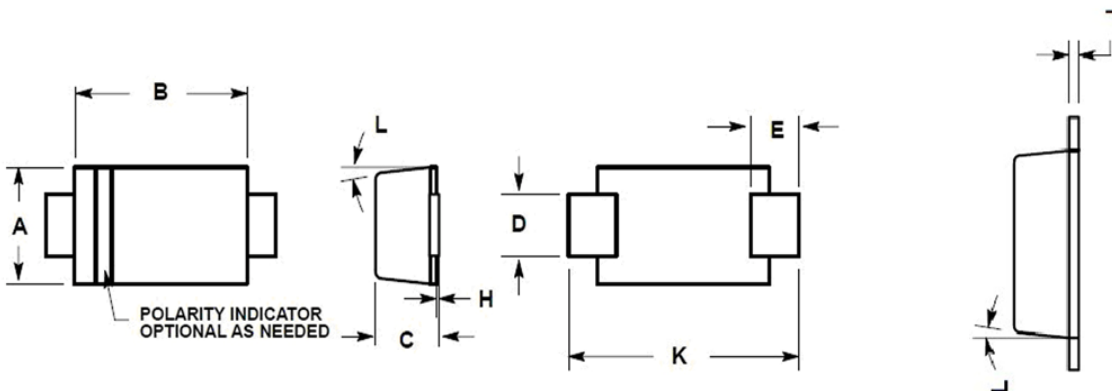 B
L
E
A
D
POLARITY INDICATOR
OPTIONAL AS NEEDED
H
C
K